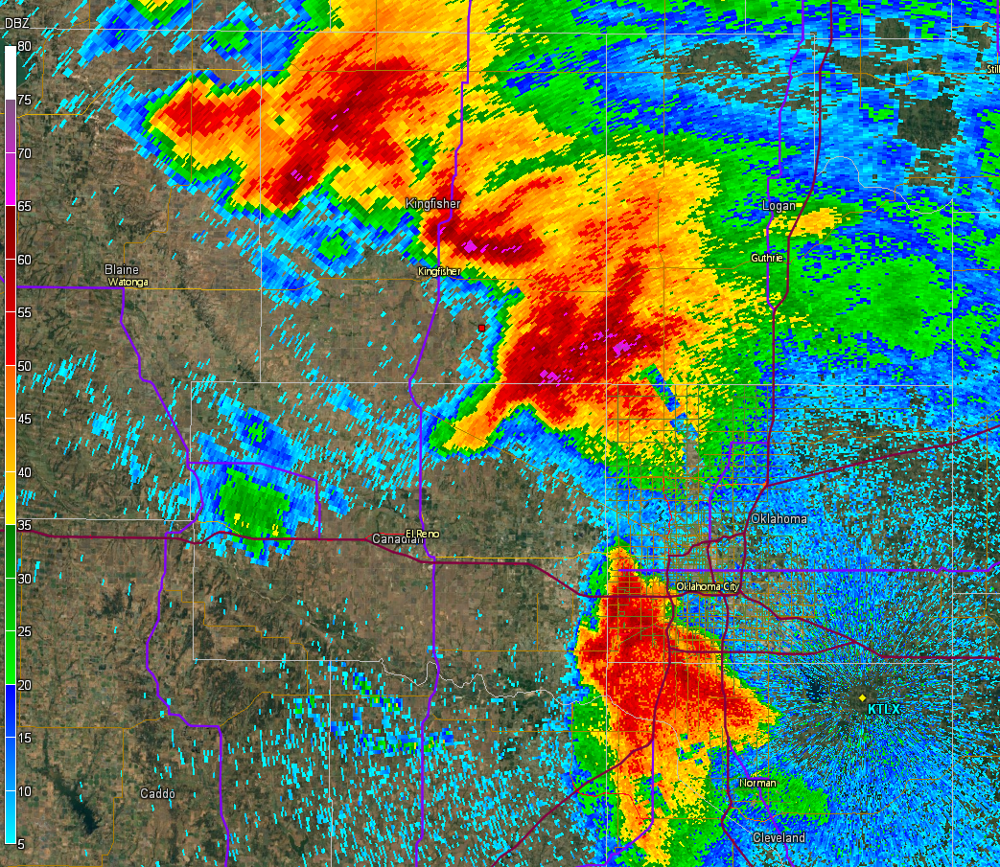 DBZ
80
75
Still
70
Kingfisher
Logan
65
Guthrie
60
Blaine
Kingfisher
Watonga
55
50
45
40
Oklahoma
35
El Reno
Canadian
30
Oklahoma City
25
20
KTLX
15
Norman
10
Caddo
Cleveland
5